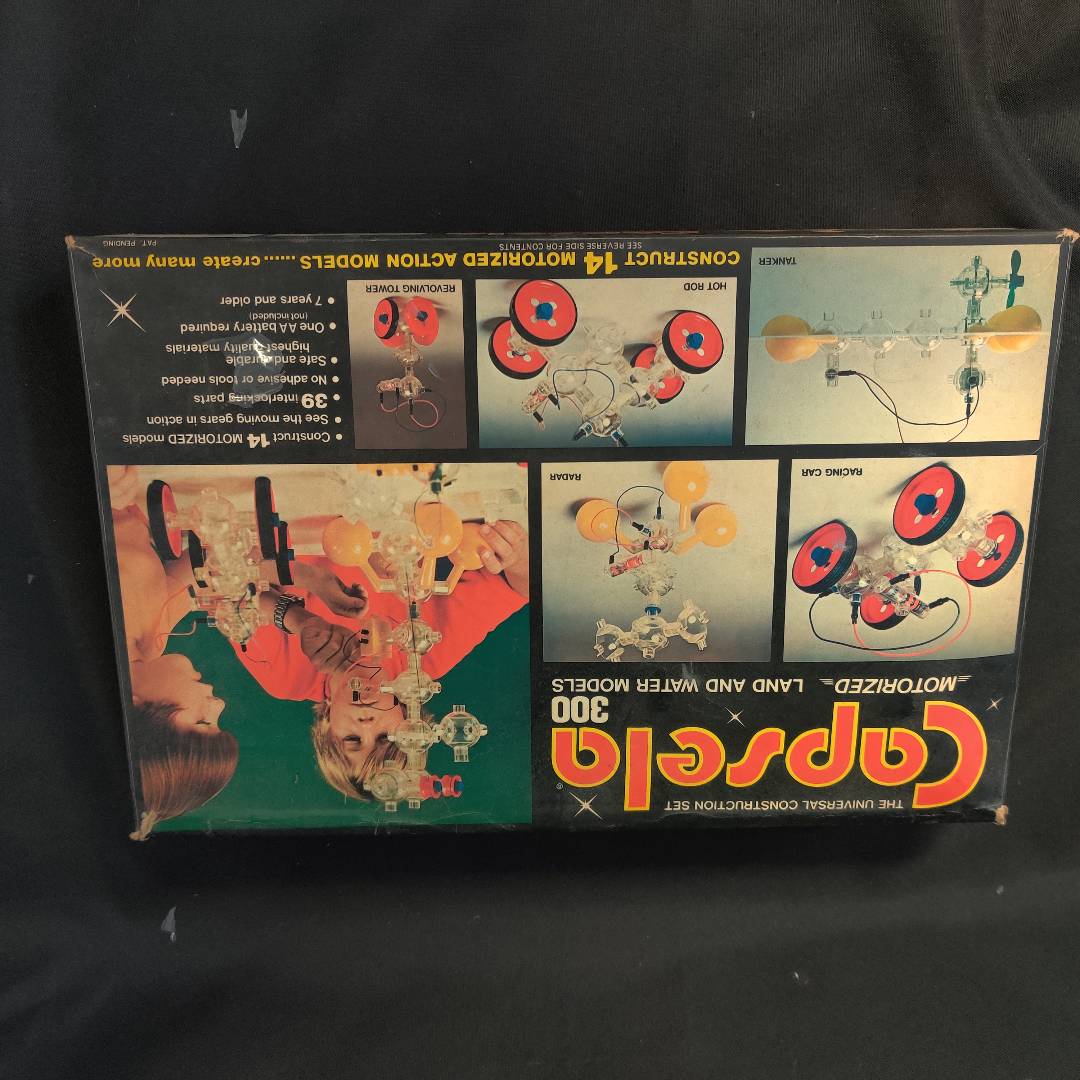 THE UNIVERSAL CONSTRUCTION SET
Capsela®
300
MOTORIZED LAND AND WATER MODELS
RACING CAR
RADAR
TANKER
HOT ROD
REVOLVING TOWER
• Construct 14 MOTORIZED models
• See the moving gears in action
• 39 interlocking parts
• No adhesive or tools needed
• Safe and durable
highest quality materials
• One AA battery required
(not included)
• 7 years and older
CONSTRUCT 14 MOTORIZED ACTION MODELS ......create many more
SEE REVERSE SIDE FOR CONTENTS
PAT. PENDING